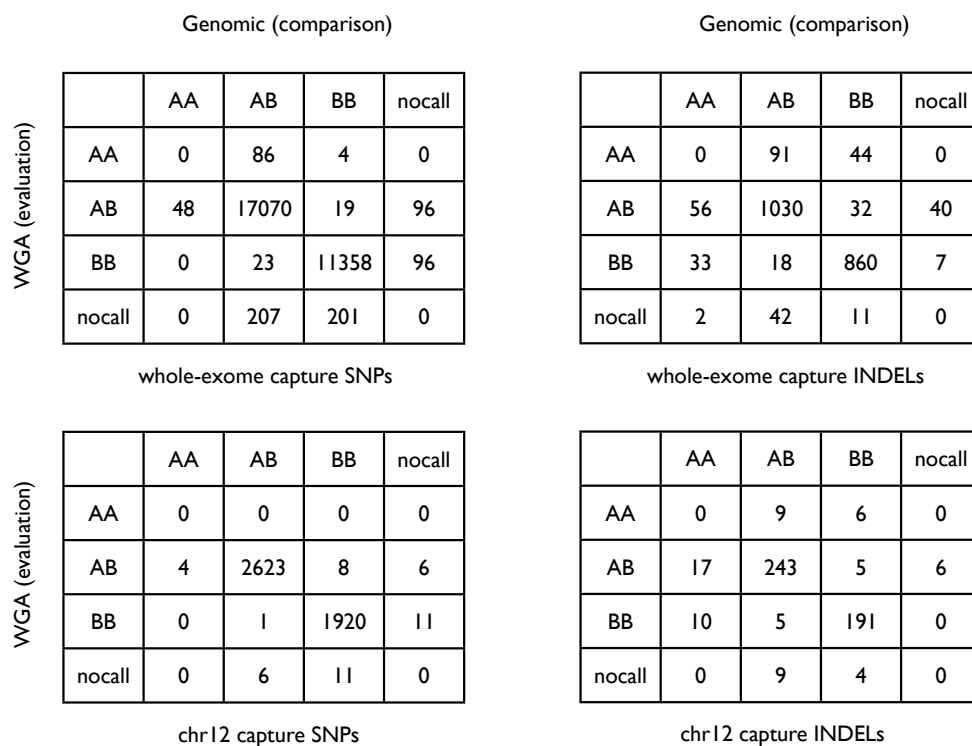 Genomic (comparison)
AA AB BB nocall
AA 0 86 4 0
AB 48 17070 19 96
BB 0 23 11358 96
nocall 0 207 201 0
WGA (evaluation)
whole-exome capture SNPs
Genomic (comparison)
AA AB BB nocall
AA 0 91 44 0
AB 56 1030 32 40
BB 33 18 860 7
nocall 2 42 11 0
whole-exome capture INDELs
AA AB BB nocall
AA 0 0 0 0
AB 4 2623 8 6
BB 0 1 1920 11
nocall 0 6 11 0
WGA (evaluation)
chr12 capture SNPs
AA AB BB nocall
AA 0 9 6 0
AB 17 243 5 6
BB 10 5 191 0
nocall 0 9 4 0
chr12 capture INDELs